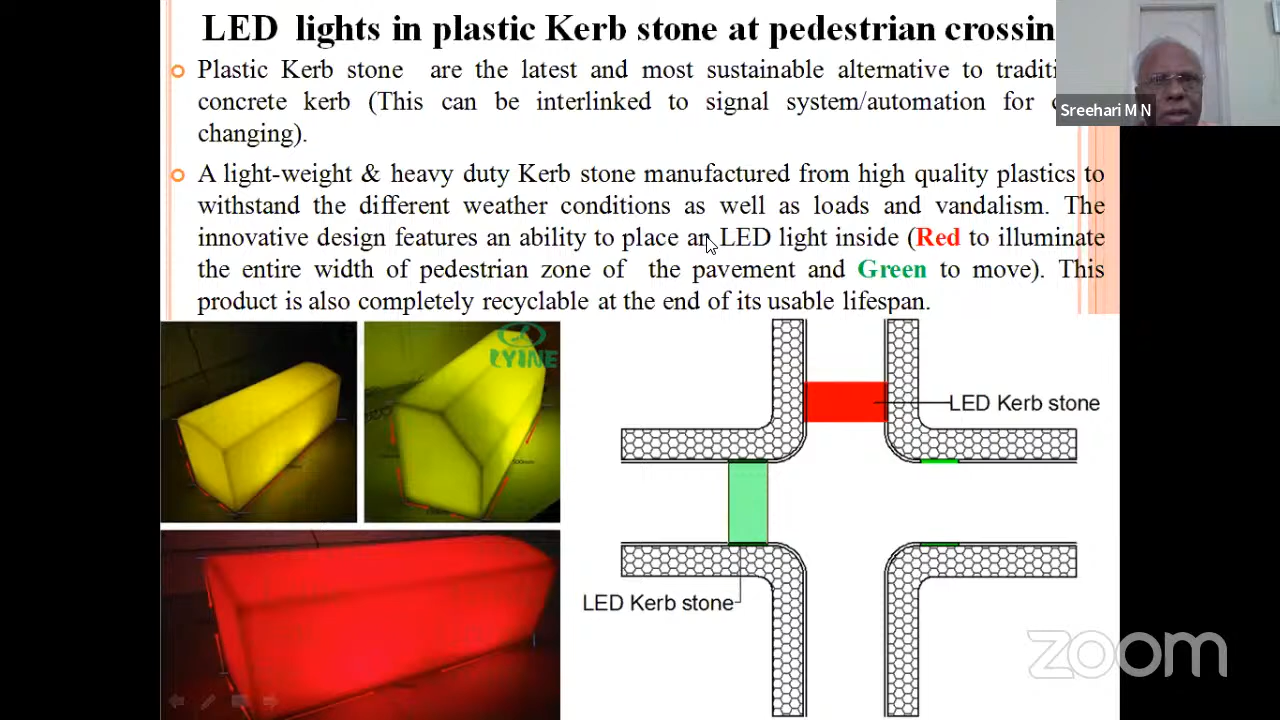 LED lights in plastic Kerb stone at pedestrian crossin
Plastic Kerb stone are the latest and most sustainable alternative to traditi
concrete kerb (This can be interlinked to signal system/automation for
changing).
A light-weight & heavy duty Kerb stone manufactured from high quality plastics to
withstand the different weather conditions as well as loads and vandalism. The
innovative design features an ability to place an LED light inside (Red to illuminate
the entire width of pedestrian zone of the pavement and Green to move). This
product is also completely recyclable at the end of its usable lifespan.
Sreehari M N
LYINE
LED Kerb stone
LED Kerb stone
zoom